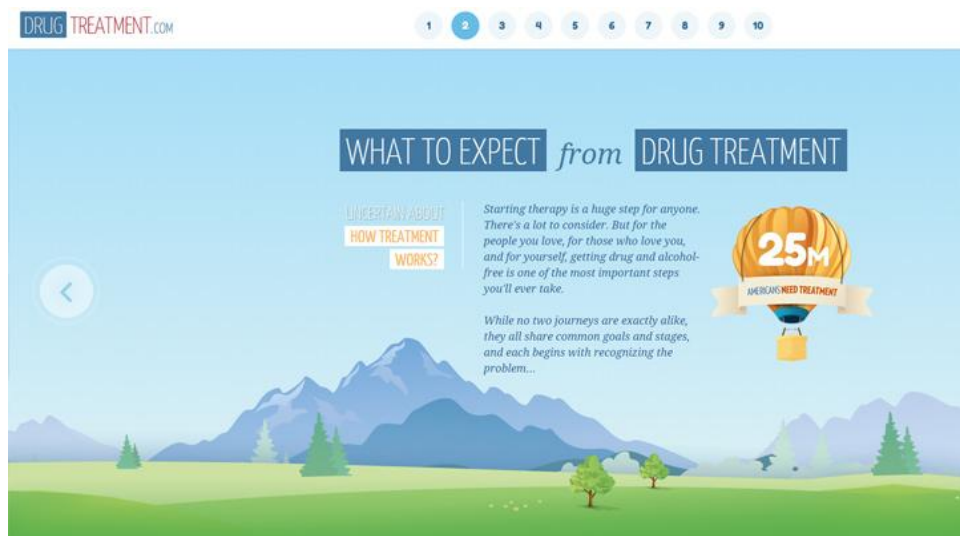 DRUG TREATMENT.COM
1 2 3 4 5 6 7 8 9 10
WHAT TO EXPECT from DRUG TREATMENT
UNCERTAIN ABOUT
HOW TREATMENT
WORKS?
Starting therapy is a huge step for anyone.
There's a lot to consider. But for the
people you love, for those who love you,
and for yourself, getting drug and alcohol-
free is one of the most important steps
you'll ever take.
While no two journeys are exactly alike,
they all share common goals and stages,
and each begins with recognizing the
problem...
25M
AMERICANS NEED TREATMENT